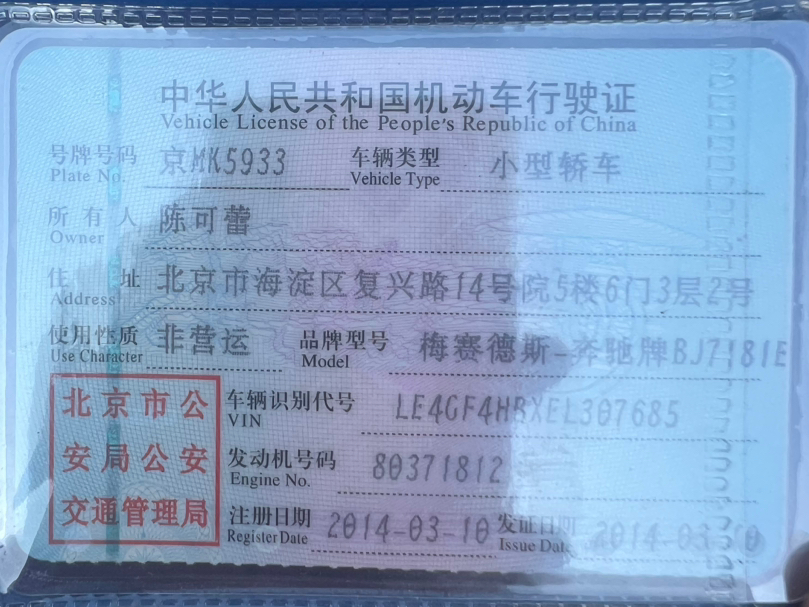 中华人民共和国机动车行驶证
Vehicle License of the People's Republic of China
号牌号码 京MK5933 车辆类型 小型轿车
Plate No. Vehicle Type
所有人 陈可蕾
Owner
住址 北京市海淀区复兴路14号院5楼6门3层2号
Address
使用性质 非营运 品牌型号 梅赛德斯-奔驰牌BJ7181E
Use Character Model
北京市公 车辆识别代号 LE4GF4HBXEL307685
VIN
安局公安 发动机号码 80371812
Engine No.
交通管理局 注册日期 2014-03-10 发证日期 2014-03-10
Register Date Issue Date